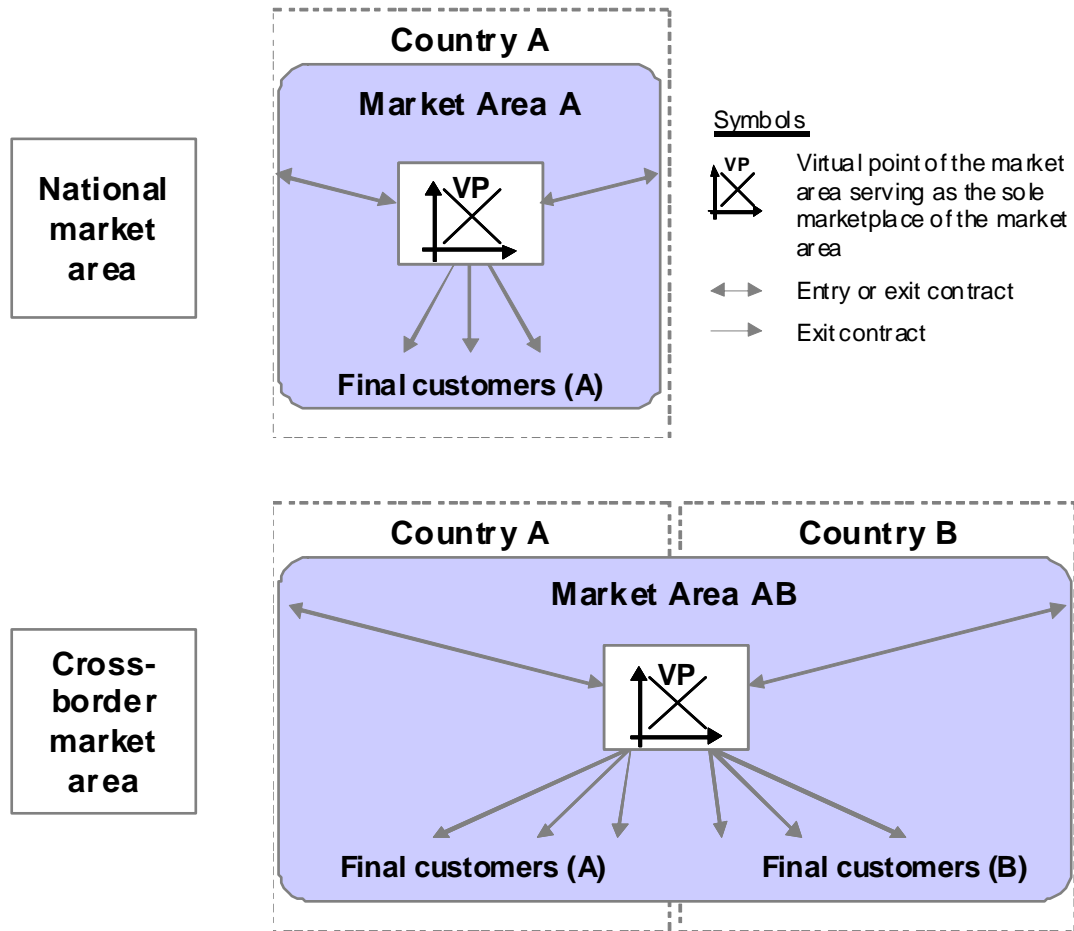 Country A
Market Area A
National
market
area
VP
Final customers (A)
Symbols
VP
Virtual point of the market
area serving as the sole
marketplace of the market
area
Entry or exit contract
Exit contract
Country A
Country B
Market Area AB
Cross-
border
market
area
VP
Final customers (A)
Final customers (B)